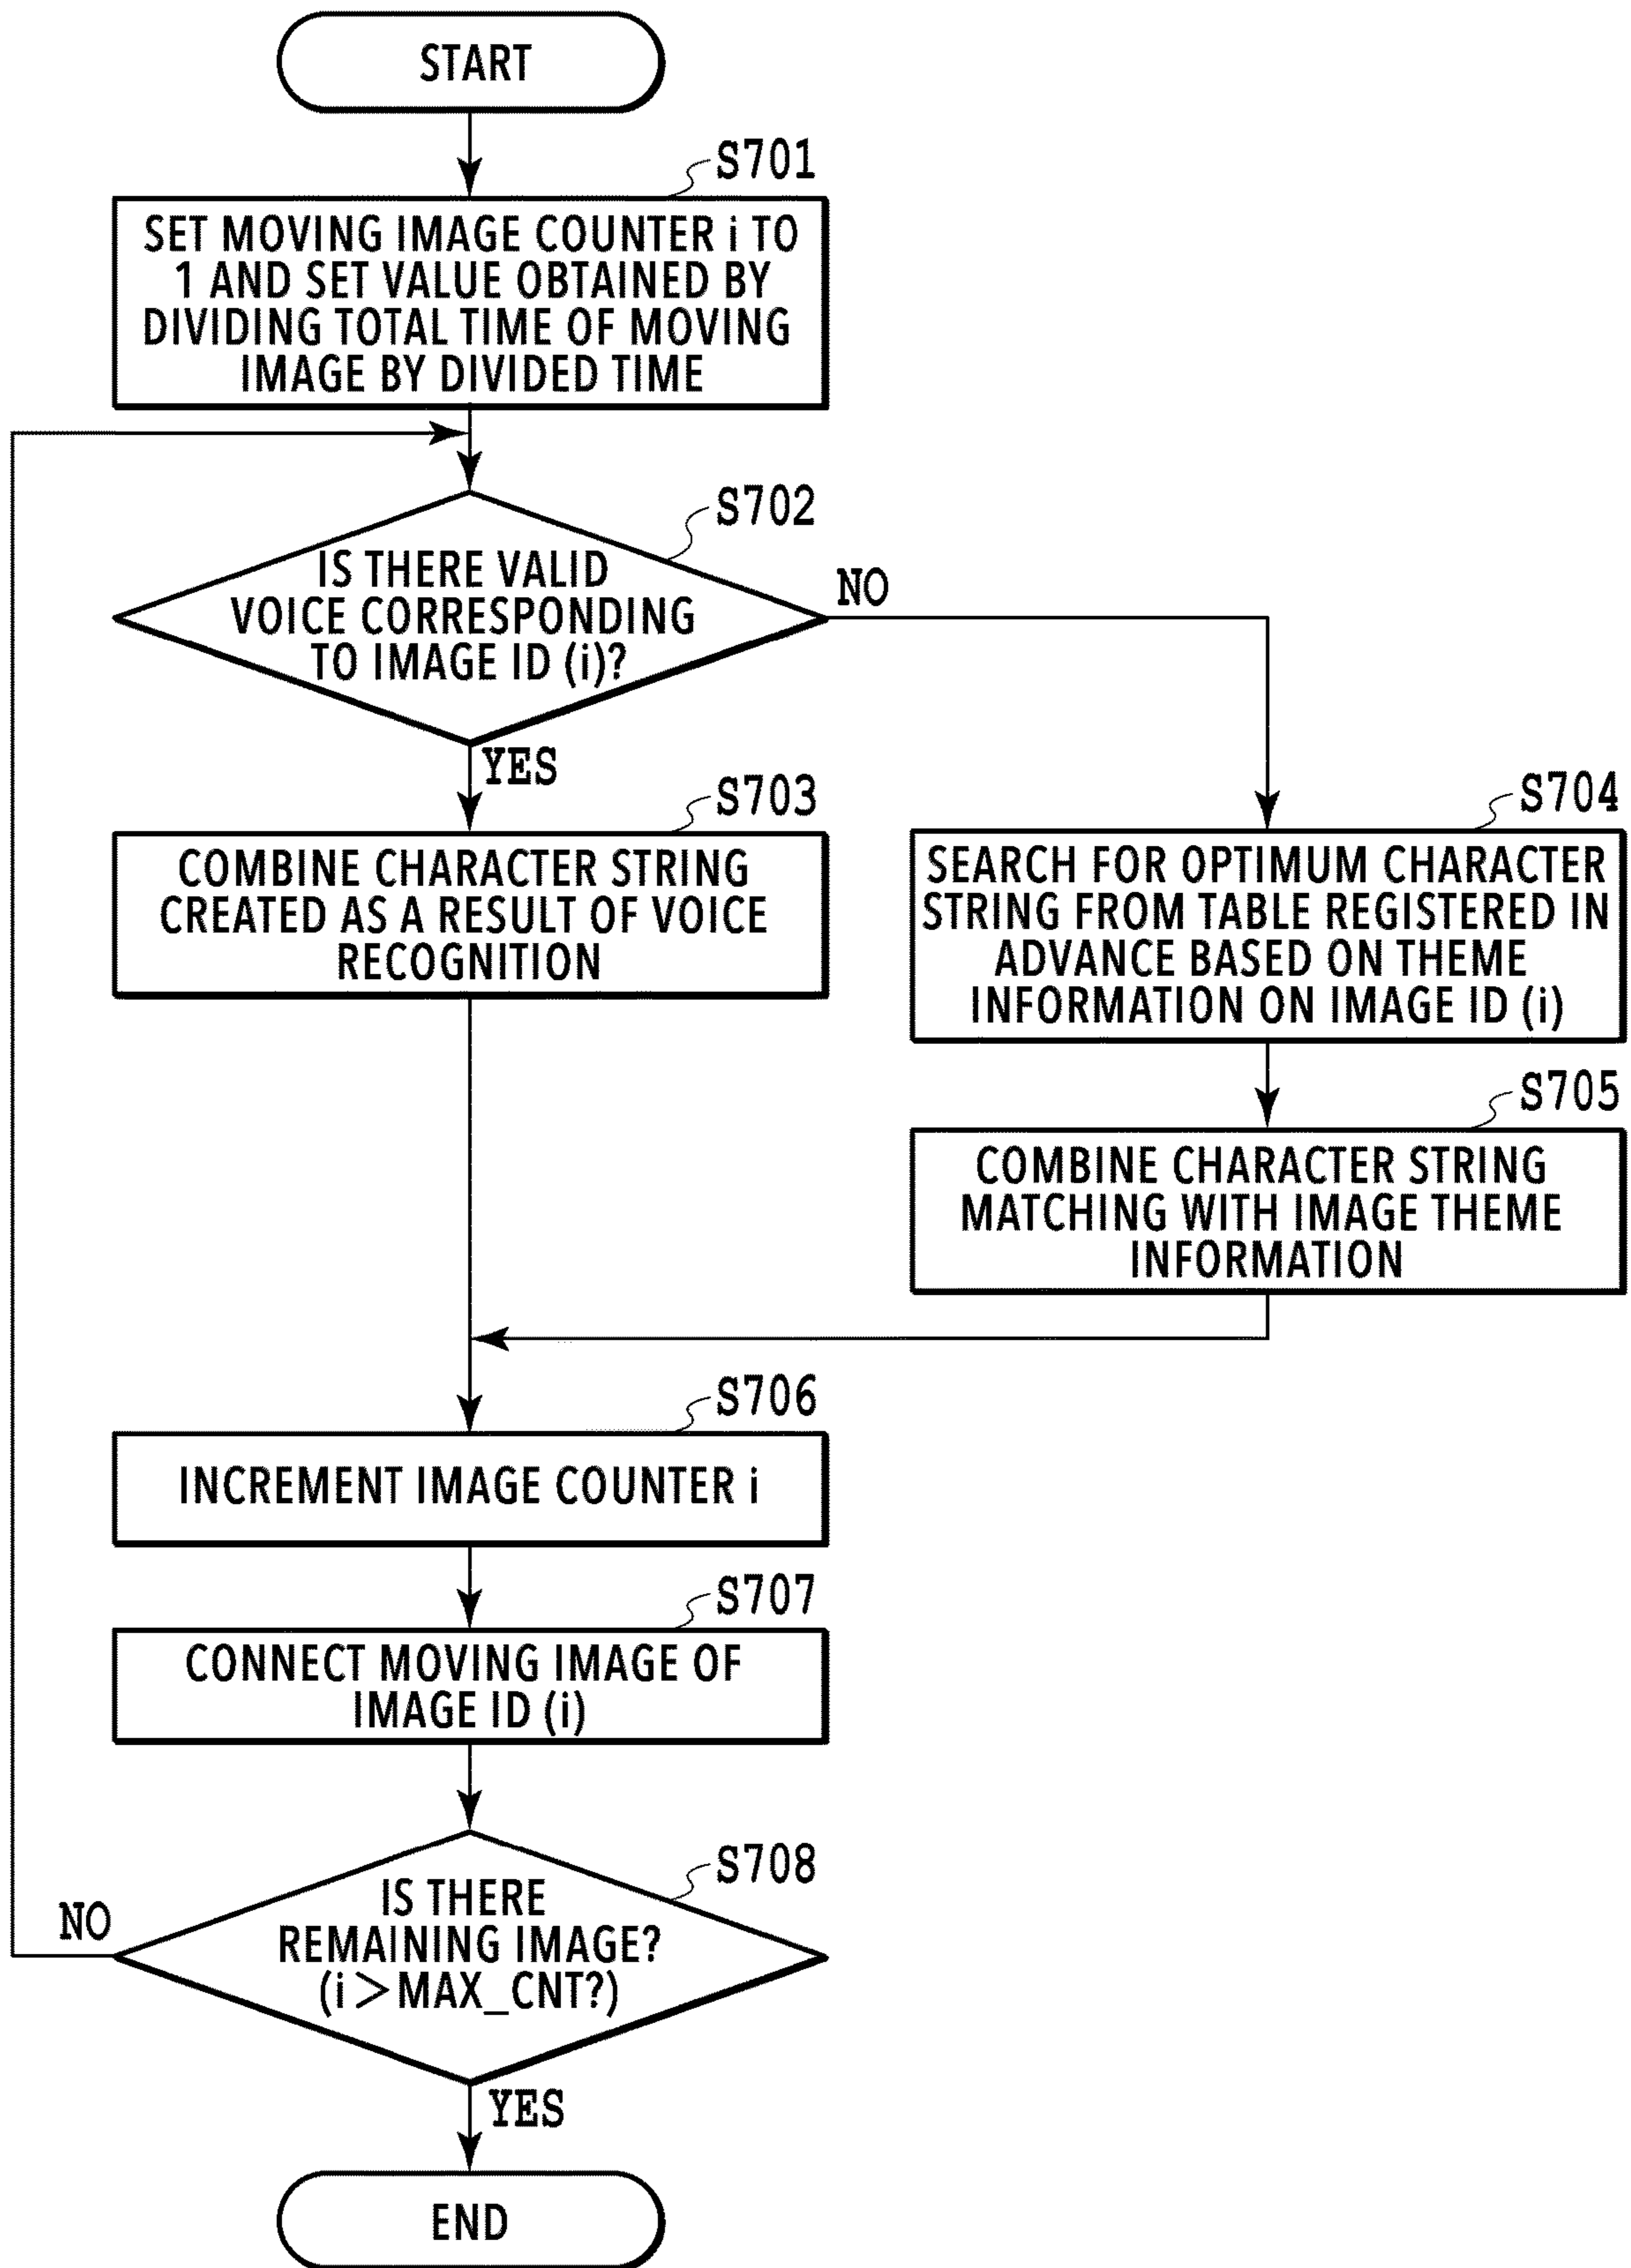 START
S701
SET MOVING IMAGE COUNTER i TO
1 AND SET VALUE OBTAINED BY
DIVIDING TOTAL TIME OF MOVING
IMAGE BY DIVIDED TIME
S702
IS THERE VALID
VOICE CORRESPONDING
TO IMAGE ID (i)?
NO
YES
S703
COMBINE CHARACTER STRING
CREATED AS A RESULT OF VOICE
RECOGNITION
S704
SEARCH FOR OPTIMUM CHARACTER
STRING FROM TABLE REGISTERED IN
ADVANCE BASED ON THEME
INFORMATION ON IMAGE ID (i)
S705
COMBINE CHARACTER STRING
MATCHING WITH IMAGE THEME
INFORMATION
S706
INCREMENT IMAGE COUNTER i
S707
CONNECT MOVING IMAGE OF
IMAGE ID (i)
S708
IS THERE
REMAINING IMAGE?
(i >MAX_CNT?)
NO
YES
END